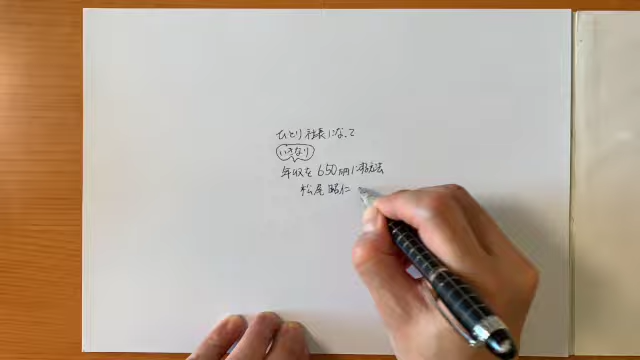 ひとり社長になって
いきなり
年収を650万円にする方法
松尾昭仁